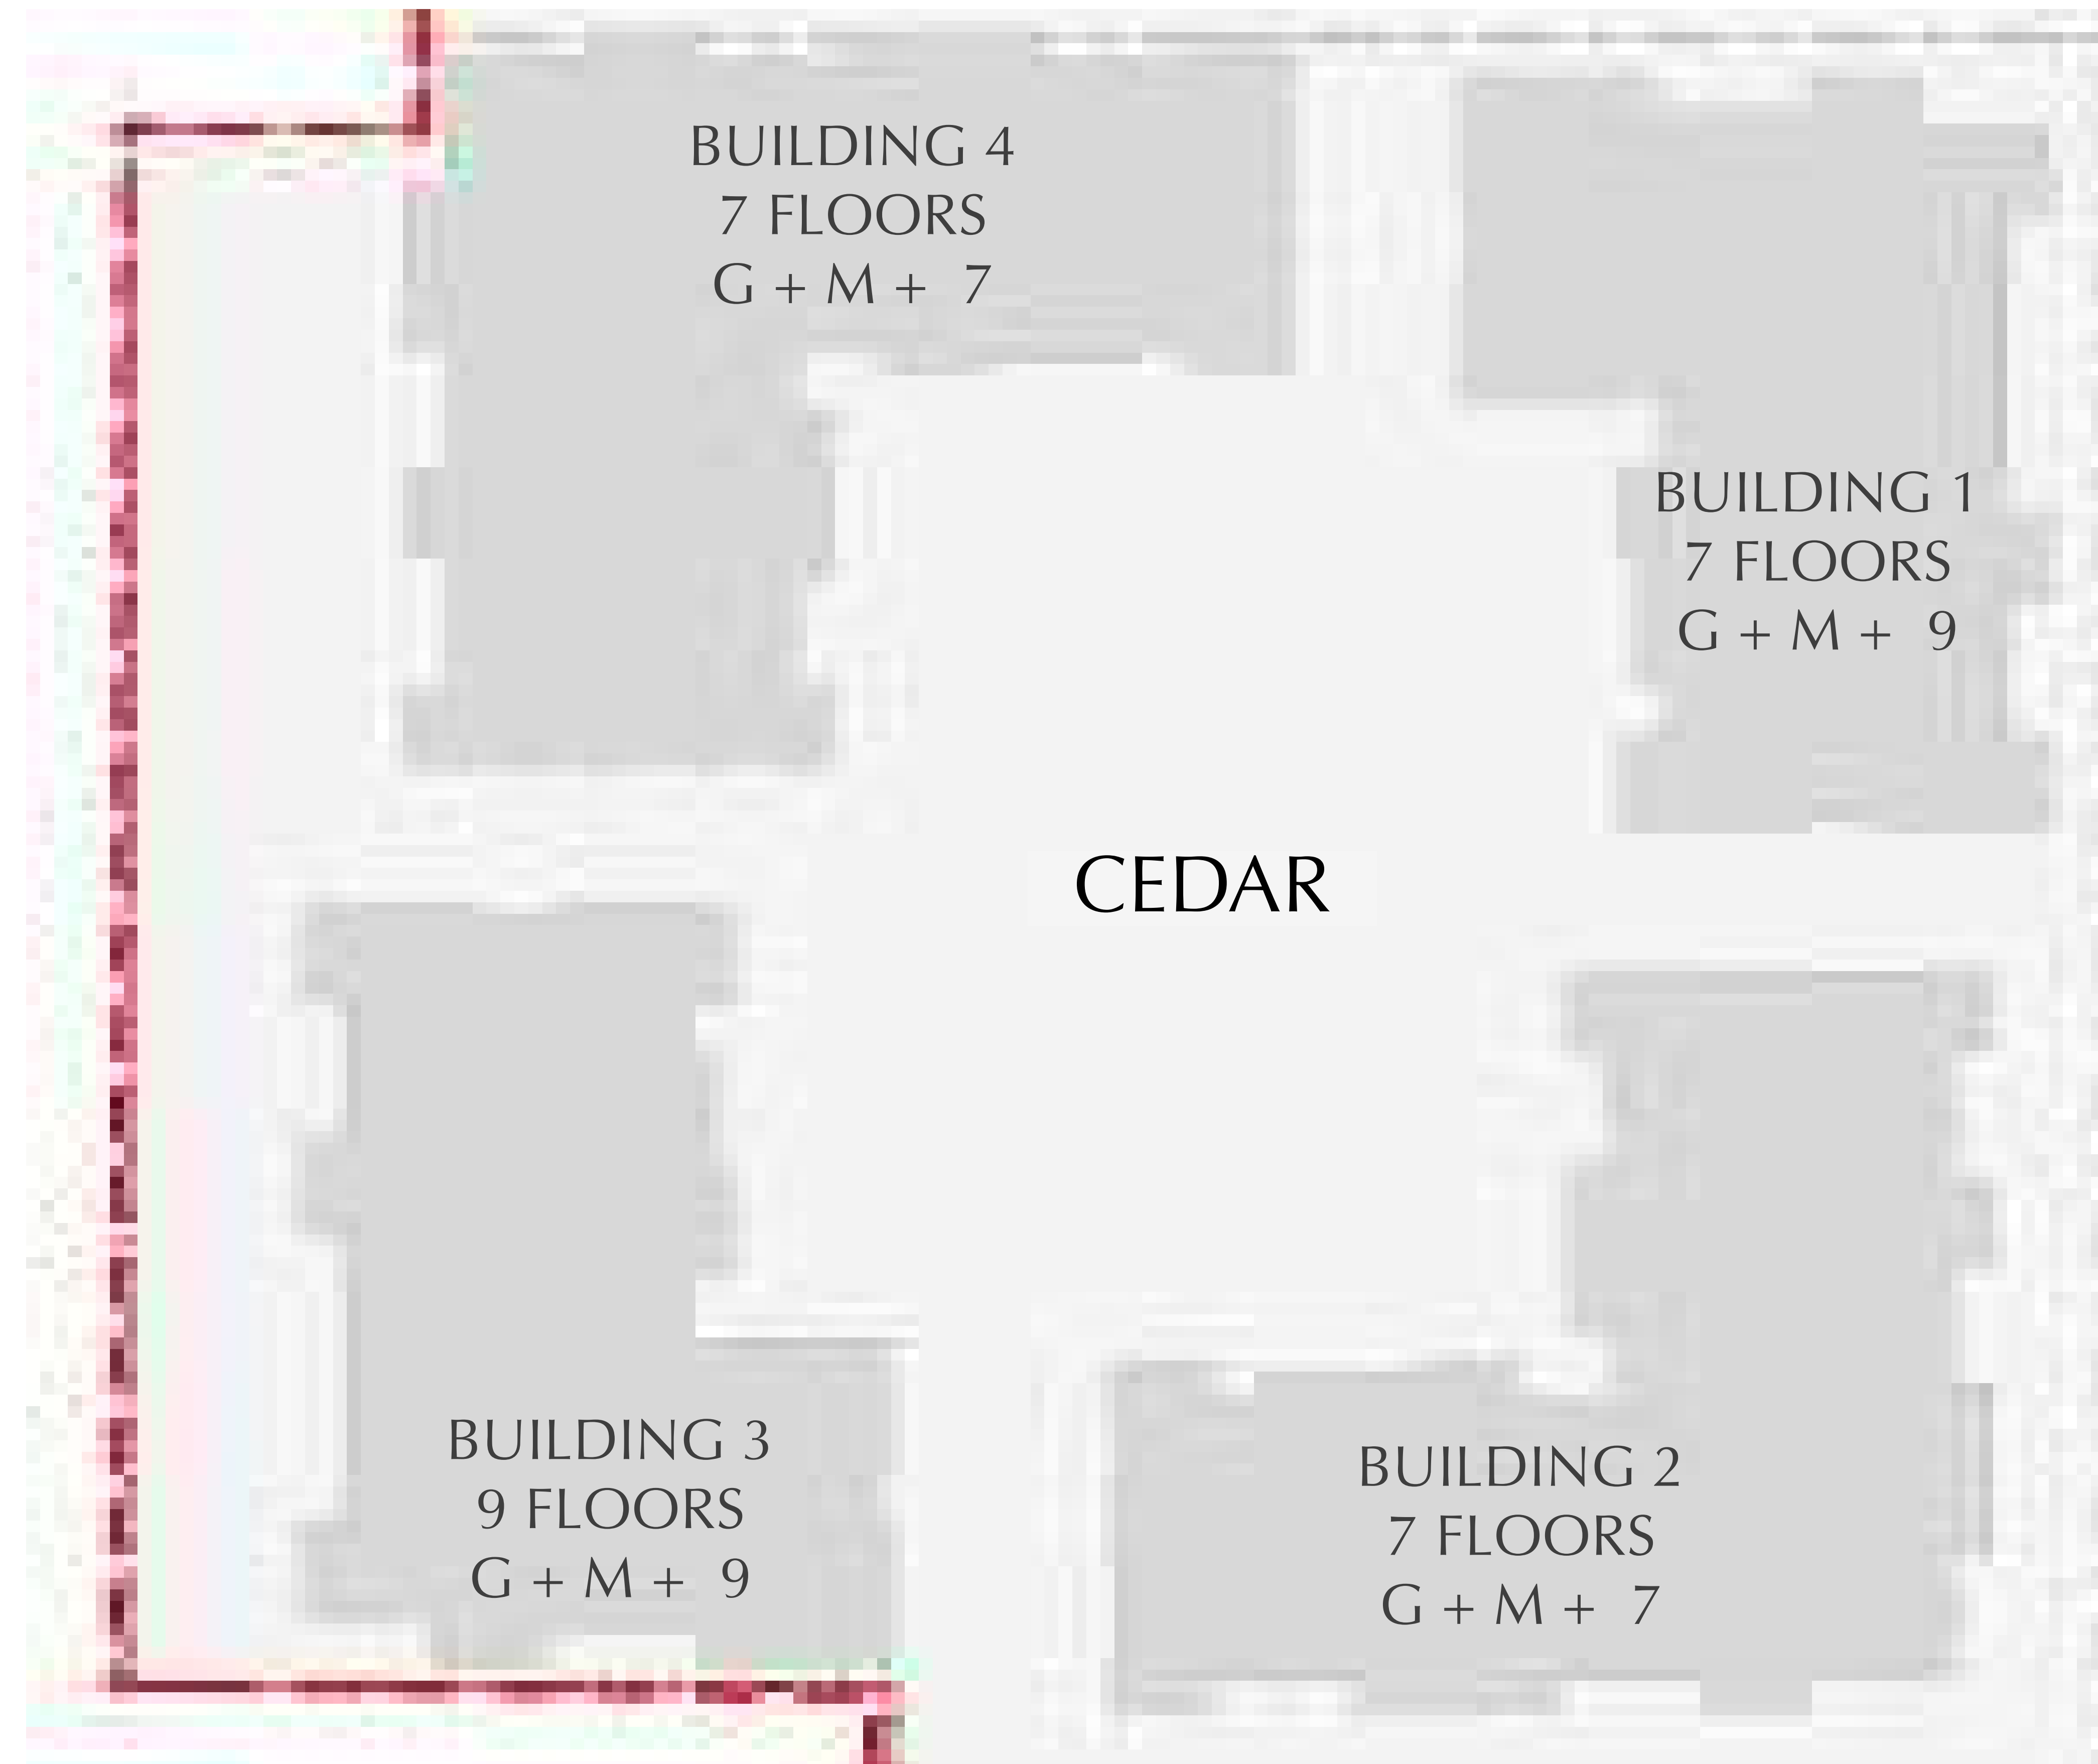 BUILDING 4
7 FLOORS
G + M + 7
BUILDING 1
7 FLOORS
G + M + 9
CEDAR
BUILDING 3
9 FLOORS
G + M + 9
BUILDING 2
7 FLOORS
G + M + 7